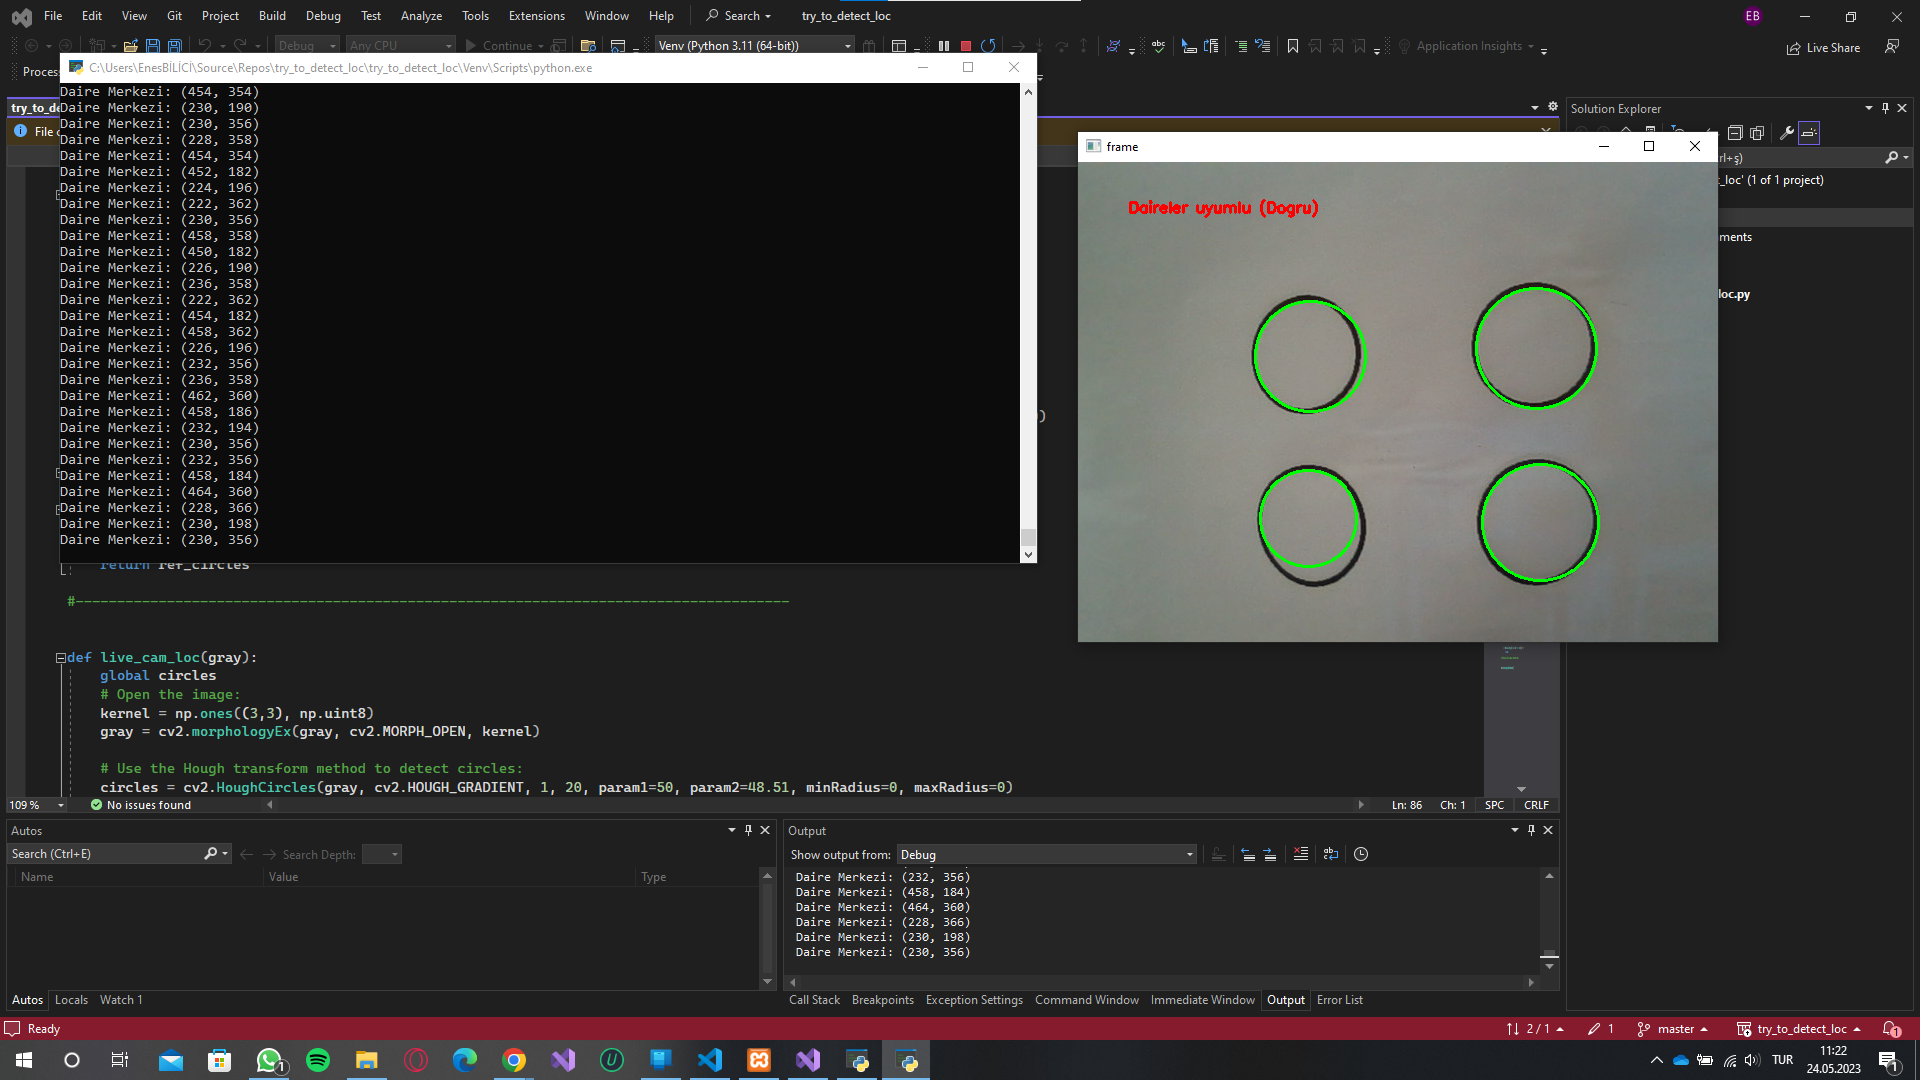 File Edit View Git Project Build Debug Test Analyze Tools Extensions Window Help Search try_to_detect_loc EB
Debug Any CPU Continue Venv (Python 3.11 (64-bit)) Application Insights Live Share
Proces
C:\Users\EnesBİLİCİ\Source\Repos\try_to_detect_loc\try_to_detect_loc\Venv\Scripts\python.exe
Daire Merkezi: (454, 354)
Daire Merkezi: (230, 190)
Daire Merkezi: (230, 356)
Daire Merkezi: (228, 358)
Daire Merkezi: (454, 354)
Daire Merkezi: (452, 182)
Daire Merkezi: (224, 196)
Daire Merkezi: (222, 362)
Daire Merkezi: (230, 356)
Daire Merkezi: (458, 358)
Daire Merkezi: (450, 182)
Daire Merkezi: (226, 190)
Daire Merkezi: (236, 358)
Daire Merkezi: (222, 362)
Daire Merkezi: (454, 182)
Daire Merkezi: (458, 362)
Daire Merkezi: (226, 196)
Daire Merkezi: (232, 356)
Daire Merkezi: (236, 358)
Daire Merkezi: (462, 360)
Daire Merkezi: (458, 186)
Daire Merkezi: (232, 194)
Daire Merkezi: (230, 356)
Daire Merkezi: (232, 356)
Daire Merkezi: (458, 184)
Daire Merkezi: (464, 360)
Daire Merkezi: (228, 366)
Daire Merkezi: (230, 198)
Daire Merkezi: (230, 356)
try_to_de
File c
)
frame
Daireler uyumlu (Dogru)
Solution Explorer
rl+ş)
t_loc' (1 of 1 project)
ments
loc.py
return ref_circles
#--------------------------------------------------------------------------------------
def live_cam_loc(gray):
global circles
# Open the image:
kernel = np.ones((3,3), np.uint8)
gray = cv2.morphologyEx(gray, cv2.MORPH_OPEN, kernel)
# Use the Hough transform method to detect circles:
circles = cv2.HoughCircles(gray, cv2.HOUGH_GRADIENT, 1, 20, param1=50, param2=48.51, minRadius=0, maxRadius=0)
109 % No issues found Ln: 86 Ch: 1 SPC CRLF
Autos
Search (Ctrl+E) Search Depth:
Name Value Type
Autos Locals Watch 1
Output
Show output from: Debug
Daire Merkezi: (232, 356)
Daire Merkezi: (458, 184)
Daire Merkezi: (464, 360)
Daire Merkezi: (228, 366)
Daire Merkezi: (230, 198)
Daire Merkezi: (230, 356)
Call Stack Breakpoints Exception Settings Command Window Immediate Window Output Error List
Ready 2 / 1 1 master try_to_detect_loc 1
1 TUR 11:22
24.05.2023 1